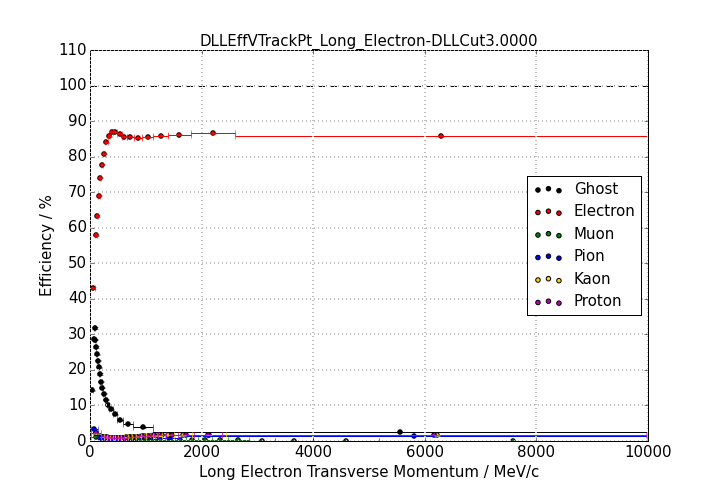 DLLEffVTrackPt_Long_Electron-DLLCut3.0000
110
100
90
80
70
60
50
40
30
20
10
0
Efficiency / %
Ghost
Electron
Muon
Pion
Kaon
Proton
0 2000 4000 6000 8000 10000
Long Electron Transverse Momentum / MeV/c